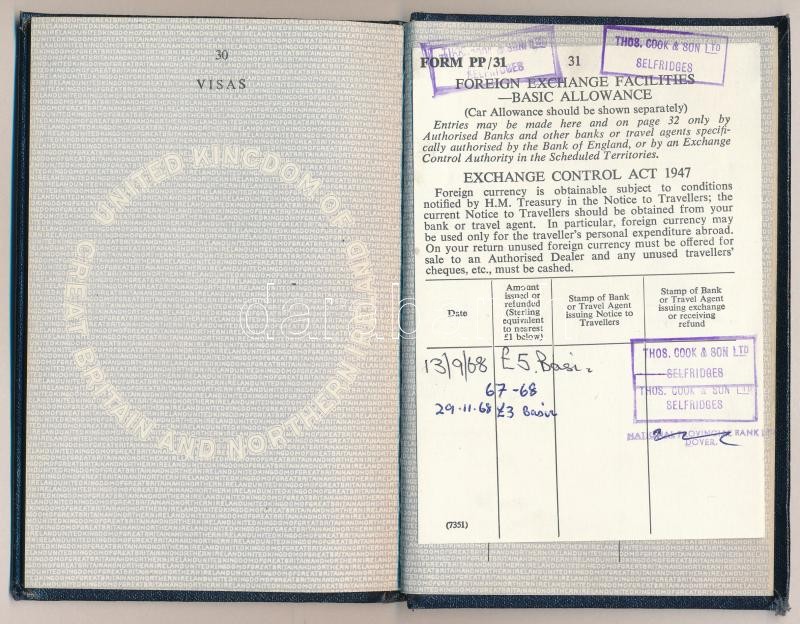 30
VISAS
UNITED KINGDOM OF
GREAT BRITAIN AND NORTHERN IRELAND
THOS. COOK & SON LTD
SELFRIDGES
THOS. COOK & SON LTD
SELFRIDGES
FORM PP/31 31
FOREIGN EXCHANGE FACILITIES
—BASIC ALLOWANCE
(Car Allowance should be shown separately)
Entries may be made here and on page 32 only by
Authorised Banks and other banks or travel agents specifi-
cally authorised by the Bank of England, or by an Exchange
Control Authority in the Scheduled Territories.
EXCHANGE CONTROL ACT 1947
Foreign currency is obtainable subject to conditions
notified by H.M. Treasury in the Notice to Travellers; the
current Notice to Travellers should be obtained from your
bank or travel agent. In particular, foreign currency may
be used only for the traveller's personal expenditure abroad.
On your return unused foreign currency must be offered for
sale to an Authorised Dealer and any unused travellers'
cheques, etc., must be cashed.
Date
Amount
issued or
refunded
(Sterling
equivalent
to nearest
£1 below)
Stamp of Bank
or Travel Agent
issuing Notice to
Travellers
Stamp of Bank
or Travel Agent
issuing exchange
or receiving
refund
13/9/68 £5 Basic
THOS. COOK & SON LTD
SELFRIDGES
67-68
THOS. COOK & SON LTD
SELFRIDGES
29.11.68 £3 Basic
NATIONAL PROVINCIAL BANK
DOVER.
(7351)